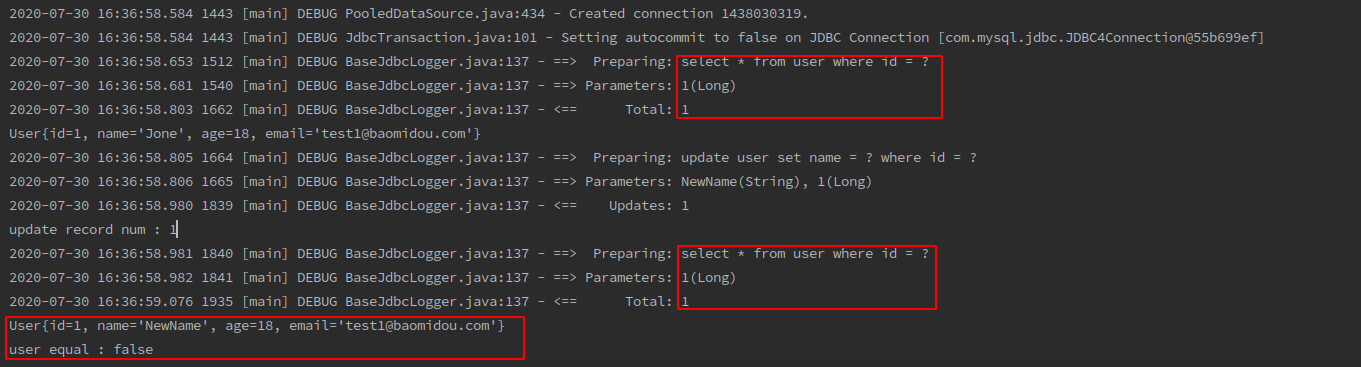 2020-07-30 16:36:58.584 1443 [main] DEBUG PooledDataSource.java:434 - Created connection 1438030319.
2020-07-30 16:36:58.584 1443 [main] DEBUG JdbcTransaction.java:101 - Setting autocommit to false on JDBC Connection [com.mysql.jdbc.JDBC4Connection@55b699ef]
2020-07-30 16:36:58.653 1512 [main] DEBUG BaseJdbcLogger.java:137 - ==>  Preparing: select * from user where id = ?
2020-07-30 16:36:58.681 1540 [main] DEBUG BaseJdbcLogger.java:137 - ==> Parameters: 1(Long)
2020-07-30 16:36:58.803 1662 [main] DEBUG BaseJdbcLogger.java:137 - <==      Total: 1
User{id=1, name='Jone', age=18, email='test1@baomidou.com'}
2020-07-30 16:36:58.805 1664 [main] DEBUG BaseJdbcLogger.java:137 - ==>  Preparing: update user set name = ? where id = ?
2020-07-30 16:36:58.806 1665 [main] DEBUG BaseJdbcLogger.java:137 - ==> Parameters: NewName(String), 1(Long)
2020-07-30 16:36:58.980 1839 [main] DEBUG BaseJdbcLogger.java:137 - <==    Updates: 1
update record num : 1
2020-07-30 16:36:58.981 1840 [main] DEBUG BaseJdbcLogger.java:137 - ==>  Preparing: select * from user where id = ?
2020-07-30 16:36:58.982 1841 [main] DEBUG BaseJdbcLogger.java:137 - ==> Parameters: 1(Long)
2020-07-30 16:36:59.076 1935 [main] DEBUG BaseJdbcLogger.java:137 - <==      Total: 1
User{id=1, name='NewName', age=18, email='test1@baomidou.com'}
user equal : false